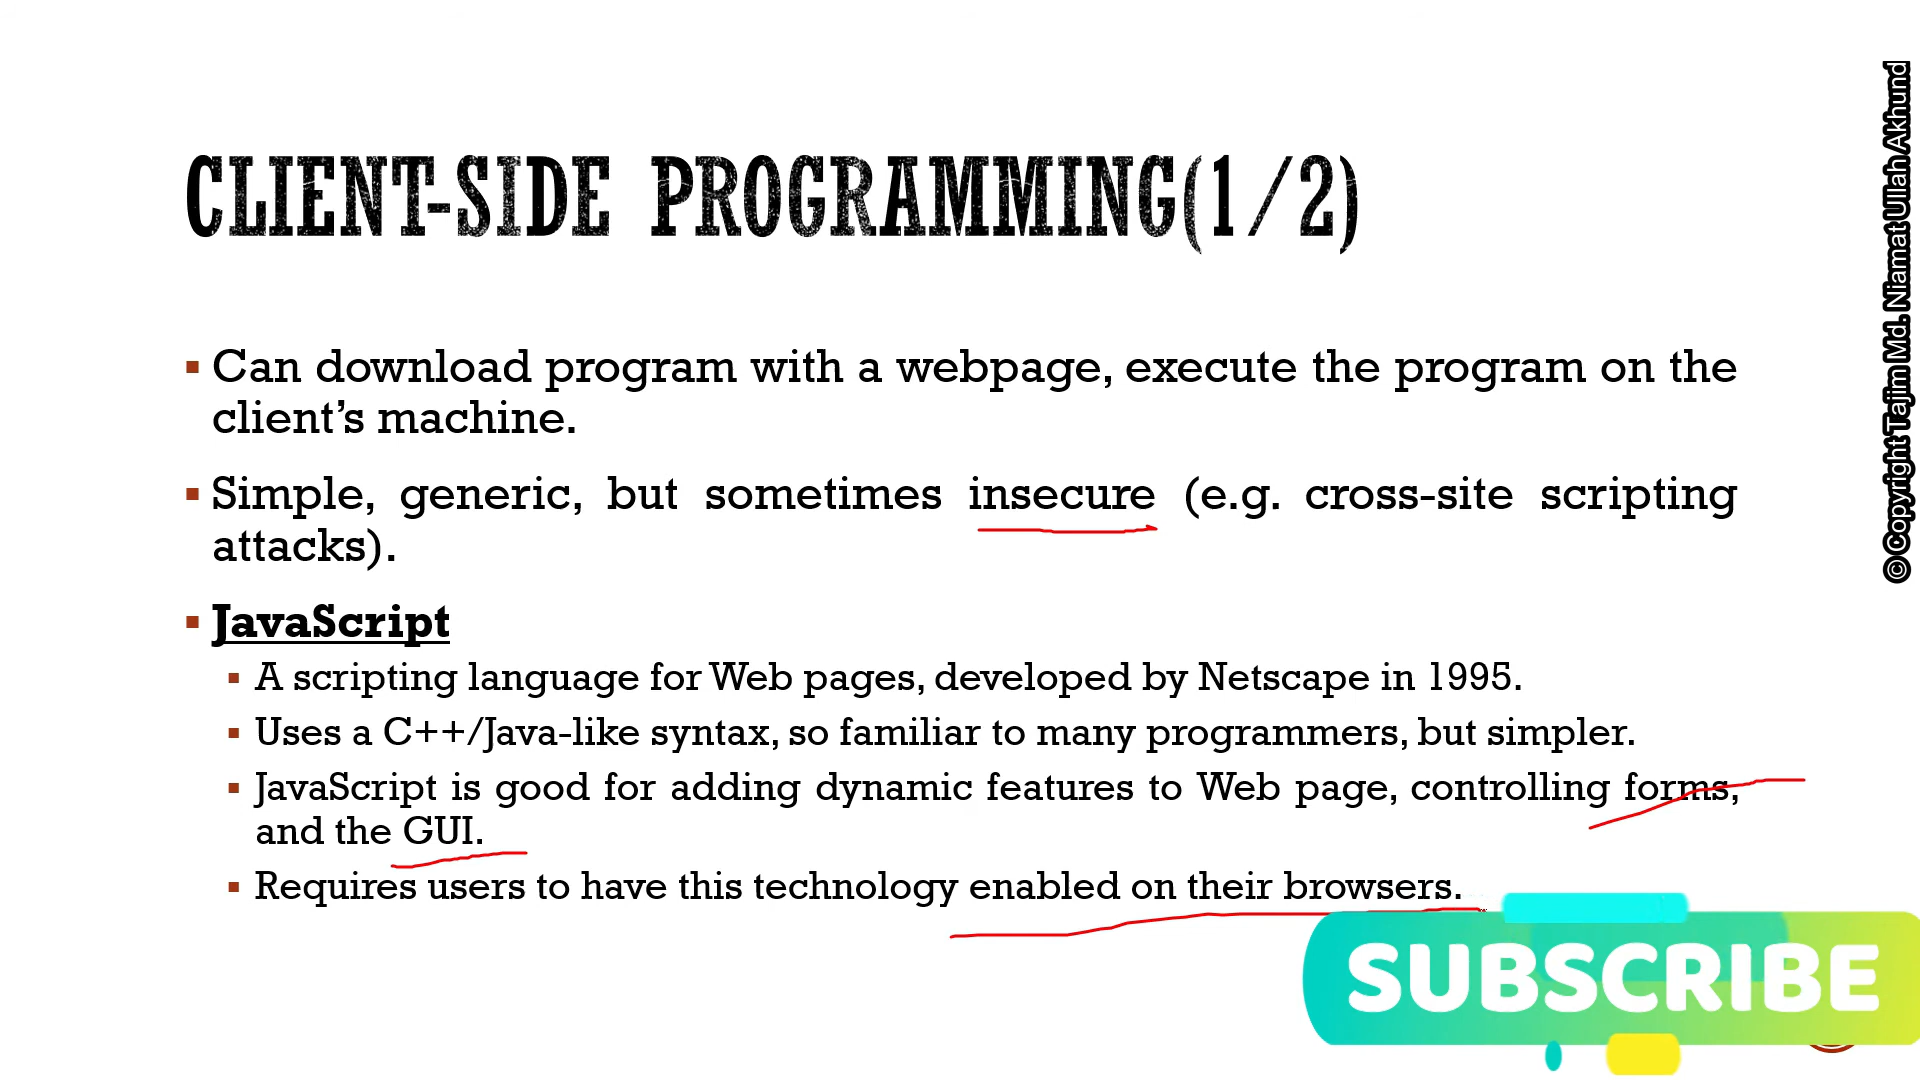 CLIENT-SIDE PROGRAMMING(1/2)
▪ Can download program with a webpage, execute the program on the
client’s machine.
▪ Simple, generic, but sometimes insecure (e.g. cross-site scripting
attacks).
▪ JavaScript
▪ A scripting language for Web pages, developed by Netscape in 1995.
▪ Uses a C++/Java-like syntax, so familiar to many programmers, but simpler.
▪ JavaScript is good for adding dynamic features to Web page, controlling forms,
and the GUI.
▪ Requires users to have this technology enabled on their browsers.
SUBSCRIBE
© Copyright Tajim Md. Niamat Ullah Akhund